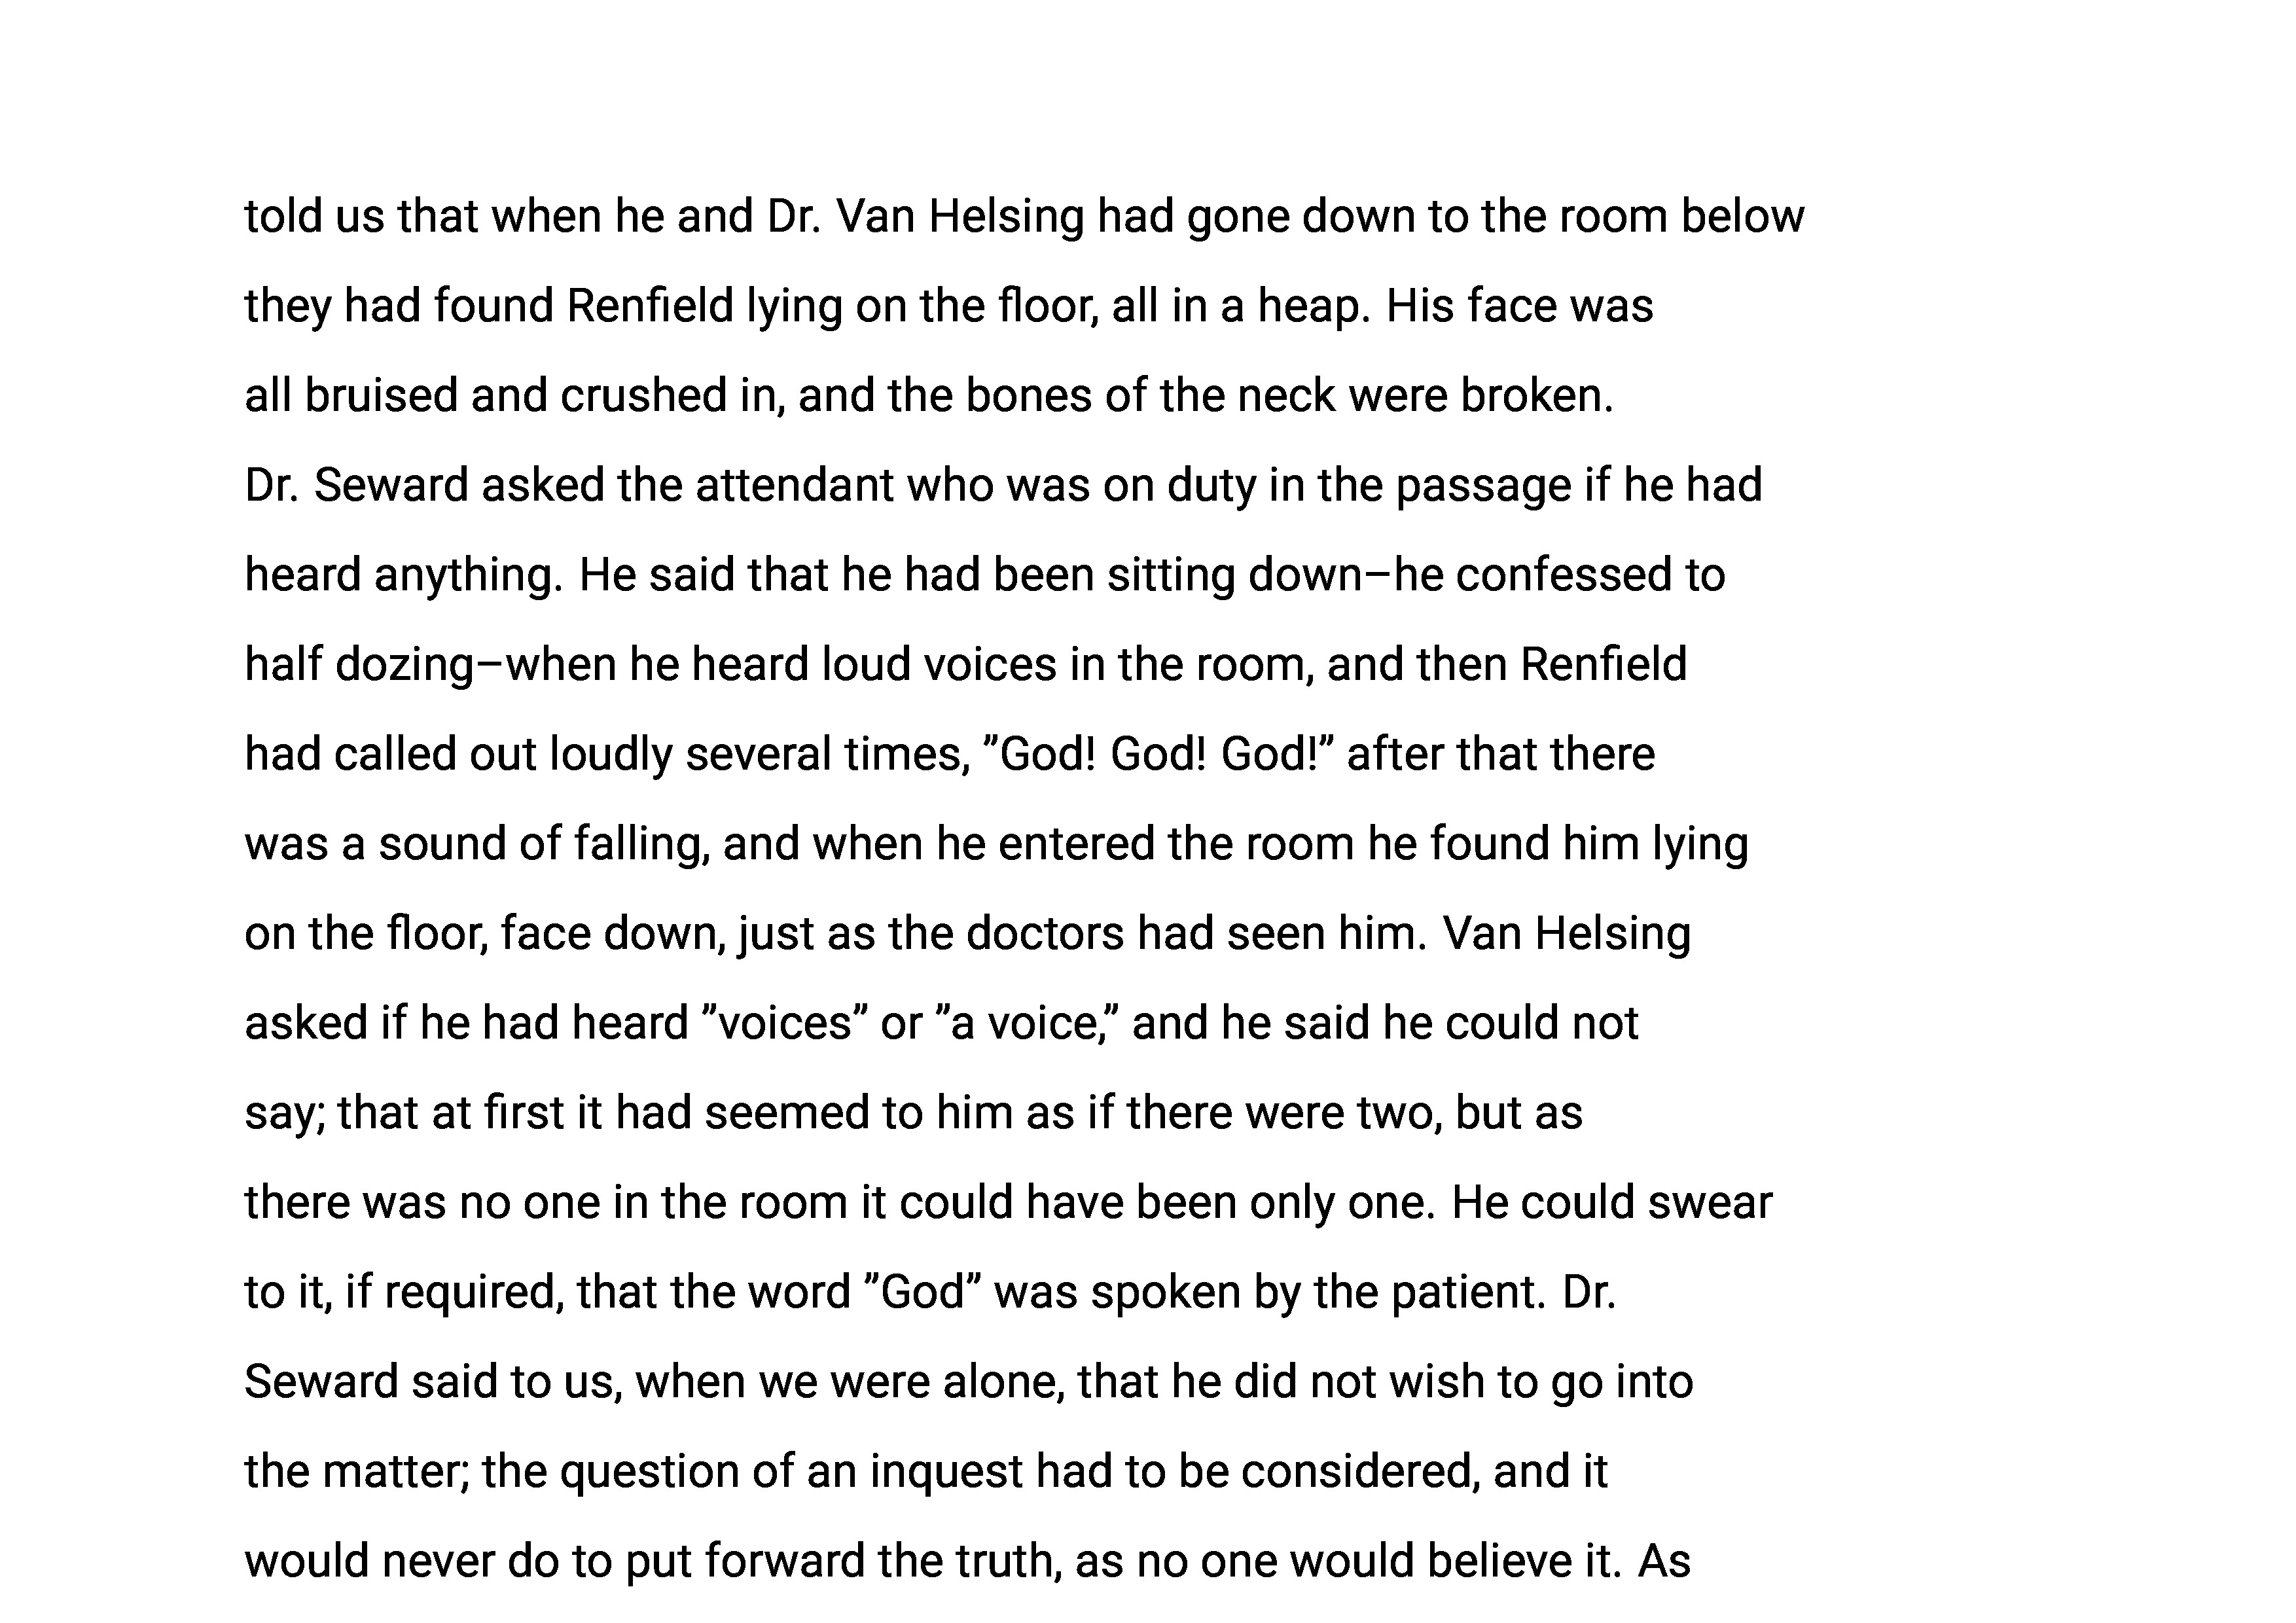 told us that when he and Dr. Van Helsing had gone down to the room below
they had found Renfield lying on the floor, all in a heap. His face was
all bruised and crushed in, and the bones of the neck were broken.
Dr. Seward asked the attendant who was on duty in the passage if he had
heard anything. He said that he had been sitting down–he confessed to
half dozing–when he heard loud voices in the room, and then Renfield
had called out loudly several times, ”God! God! God!” after that there
was a sound of falling, and when he entered the room he found him lying
on the floor, face down, just as the doctors had seen him. Van Helsing
asked if he had heard ”voices” or ”a voice,” and he said he could not
say; that at first it had seemed to him as if there were two, but as
there was no one in the room it could have been only one. He could swear
to it, if required, that the word ”God” was spoken by the patient. Dr.
Seward said to us, when we were alone, that he did not wish to go into
the matter; the question of an inquest had to be considered, and it
would never do to put forward the truth, as no one would believe it. As